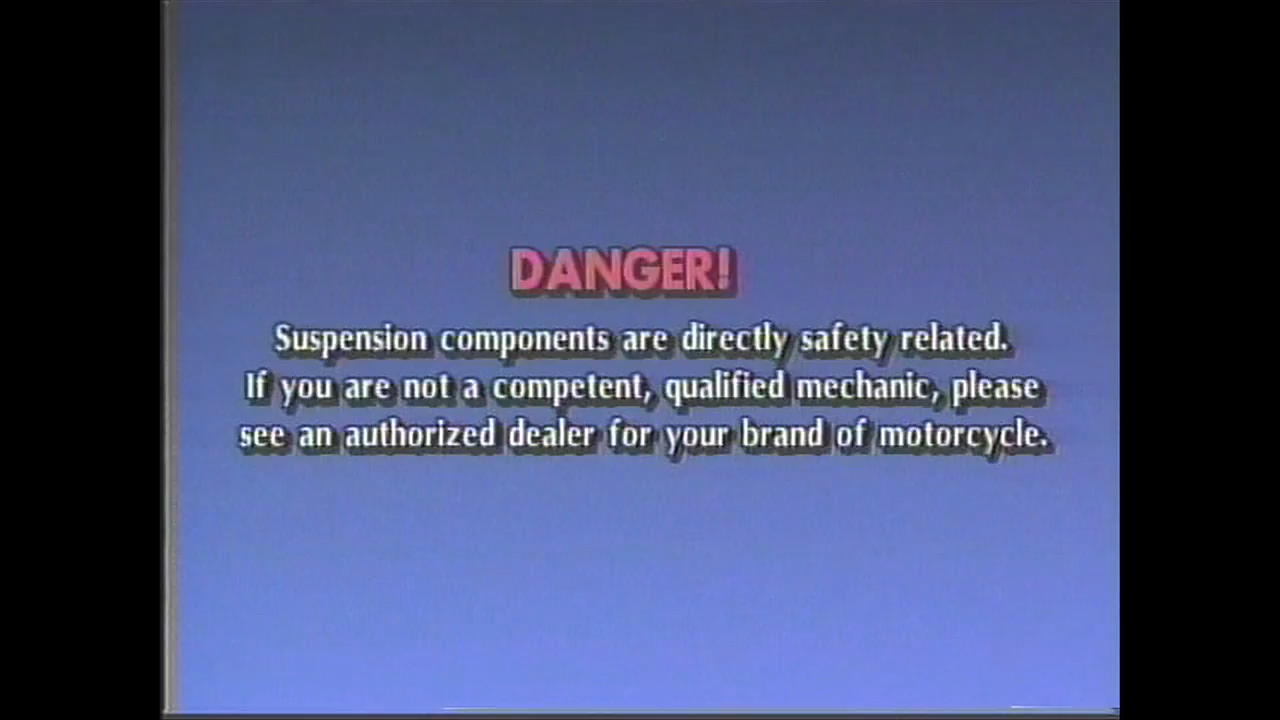 DANGER!
Suspension components are directly safety related.
If you are not a competent, qualified mechanic, please
see an authorized dealer for your brand of motorcycle.